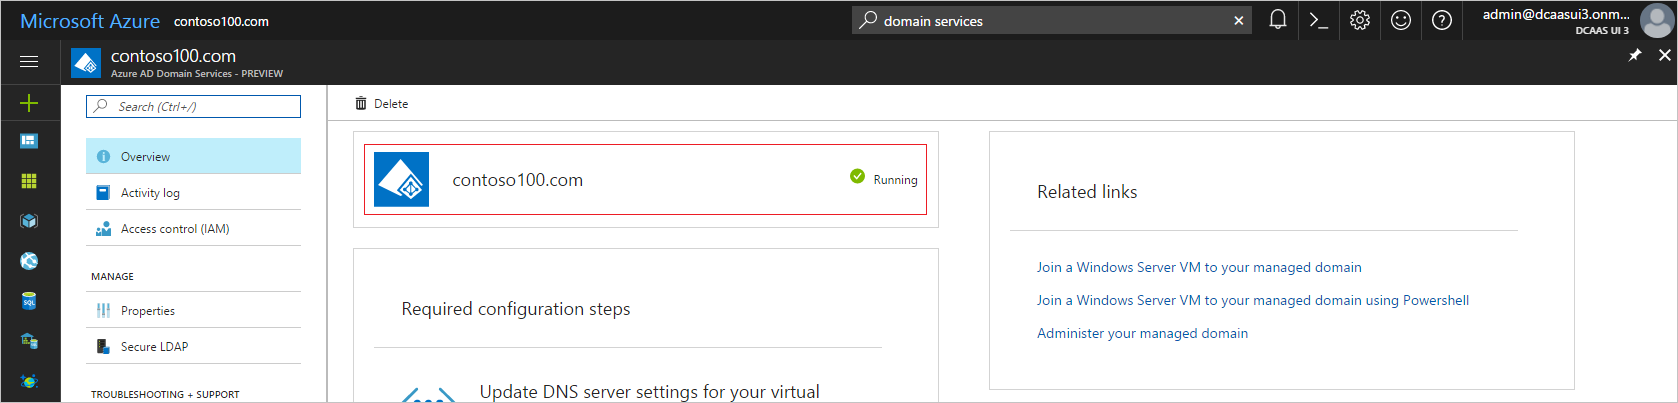 Microsoft Azure contoso100.com
domain services
admin@dcaasui3.onm...
DCAAS UI 3
contoso100.com
Azure AD Domain Services - PREVIEW
Search (Ctrl+/)
Overview
Activity log
Access control (IAM)
MANAGE
Properties
Secure LDAP
TROUBLESHOOTING + SUPPORT
Delete
contoso100.com
Running
Required configuration steps
Update DNS server settings for your virtual
Related links
Join a Windows Server VM to your managed domain
Join a Windows Server VM to your managed domain using Powershell
Administer your managed domain